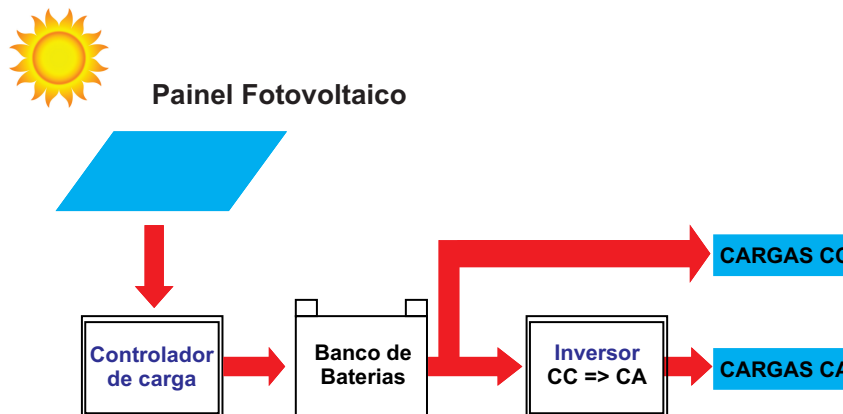 Painel Fotovoltaico
CARGAS CC
Controlador
de carga
Banco de
Baterias
Inversor
CC => CA
CARGAS CA